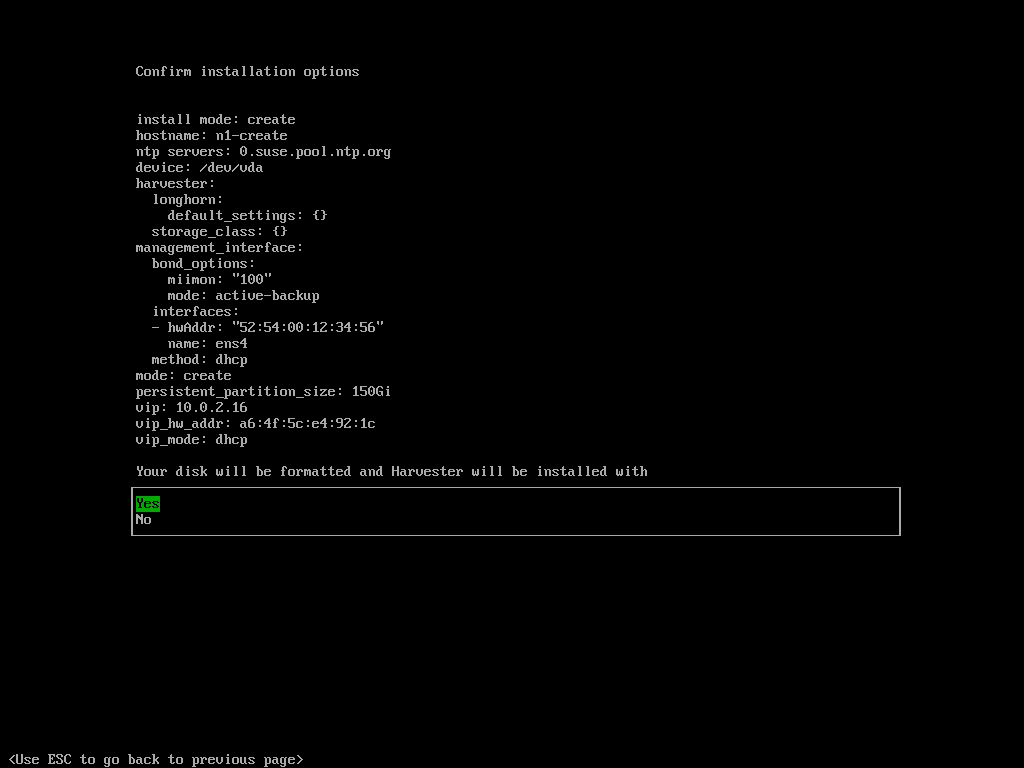 Confirm installation options
install mode: create
hostname: n1-create
ntp servers: 0.suse.pool.ntp.org
device: /dev/vda
harvester:
  longhorn:
    default_settings: {}
  storage_class: {}
management_interface:
  bond_options:
    miimon: "100"
    mode: active-backup
  interfaces:
  - hwAddr: "52:54:00:12:34:56"
    name: ens4
  method: dhcp
mode: create
persistent_partition_size: 150Gi
vip: 10.0.2.16
vip_hw_addr: a6:4f:5c:e4:92:1c
vip_mode: dhcp
Your disk will be formatted and Harvester will be installed with
Yes
No
<Use ESC to go back to previous page>